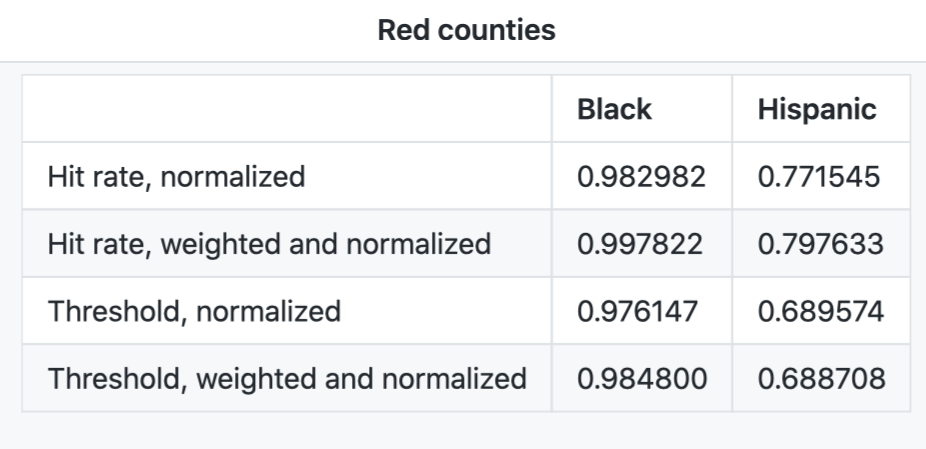 Red counties
Black Hispanic
Hit rate, normalized 0.982982 0.771545
Hit rate, weighted and normalized 0.997822 0.797633
Threshold, normalized 0.976147 0.689574
Threshold, weighted and normalized 0.984800 0.688708